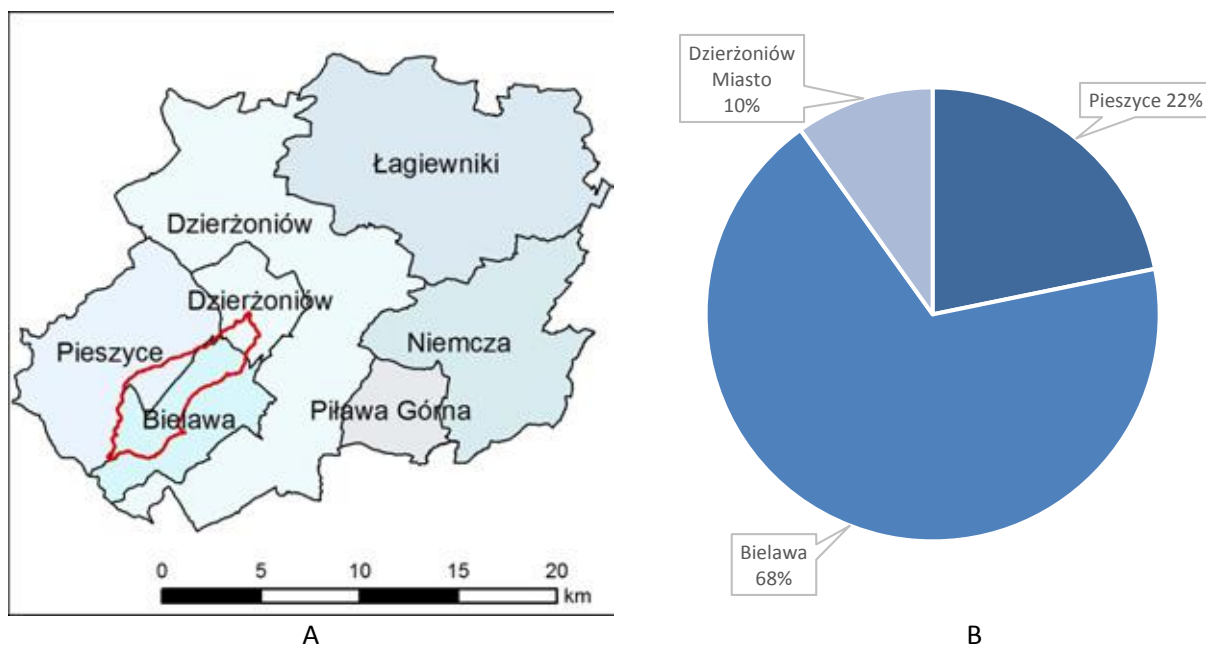 Łagiewniki
Dzierżoniów
Dzierżoniów
Pieszyce
Niemcza
Bielawa
Piława Górna
0 5 10 15 20
km
A
Dzierżoniów
Miasto
10%
Pieszyce 22%
Bielawa
68%
B